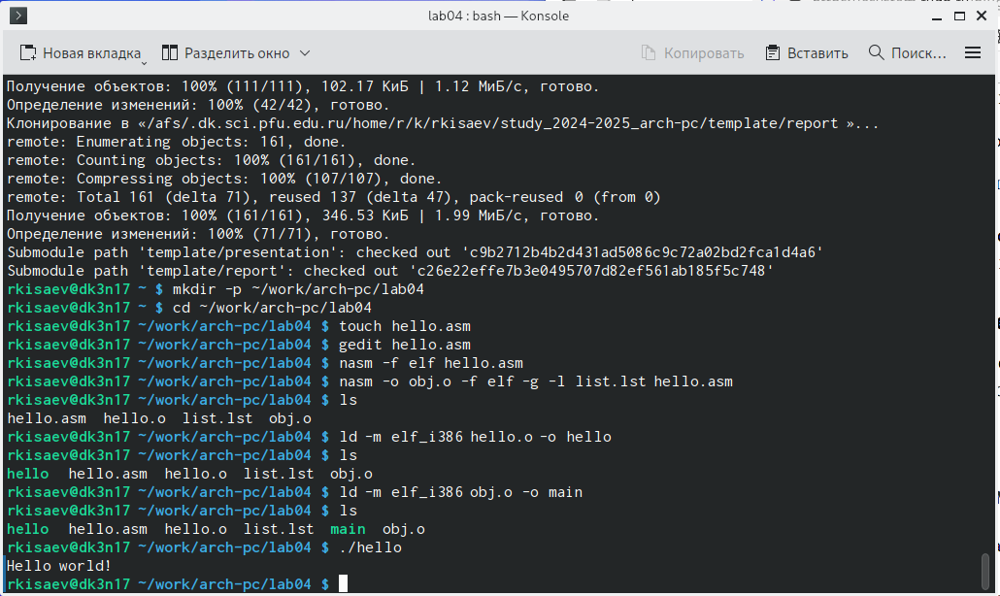 lab04 : bash — Konsole
Новая вкладка
Разделить окно
Копировать
Вставить
Поиск...
Получение объектов: 100% (111/111), 102.17 КиБ | 1.12 МиБ/с, готово.
Определение изменений: 100% (42/42), готово.
Клонирование в «/afs/.dk.sci.pfu.edu.ru/home/r/k/rkisaev/study_2024-2025_arch-pc/template/report »...
remote: Enumerating objects: 161, done.
remote: Counting objects: 100% (161/161), done.
remote: Compressing objects: 100% (107/107), done.
remote: Total 161 (delta 71), reused 137 (delta 47), pack-reused 0 (from 0)
Получение объектов: 100% (161/161), 346.53 КиБ | 1.99 МиБ/с, готово.
Определение изменений: 100% (71/71), готово.
Submodule path 'template/presentation': checked out 'c9b2712b4b2d431ad5086c9c72a02bd2fca1d4a6'
Submodule path 'template/report': checked out 'c26e22effe7b3e0495707d82ef561ab185f5c748'
rkisaev@dk3n17 ~ $ mkdir -p ~/work/arch-pc/lab04
rkisaev@dk3n17 ~ $ cd ~/work/arch-pc/lab04
rkisaev@dk3n17 ~/work/arch-pc/lab04 $ touch hello.asm
rkisaev@dk3n17 ~/work/arch-pc/lab04 $ gedit hello.asm
rkisaev@dk3n17 ~/work/arch-pc/lab04 $ nasm -f elf hello.asm
rkisaev@dk3n17 ~/work/arch-pc/lab04 $ nasm -o obj.o -f elf -g -l list.lst hello.asm
rkisaev@dk3n17 ~/work/arch-pc/lab04 $ ls
hello.asm  hello.o  list.lst  obj.o
rkisaev@dk3n17 ~/work/arch-pc/lab04 $ ld -m elf_i386 hello.o -o hello
rkisaev@dk3n17 ~/work/arch-pc/lab04 $ ls
hello  hello.asm  hello.o  list.lst  obj.o
rkisaev@dk3n17 ~/work/arch-pc/lab04 $ ld -m elf_i386 obj.o -o main
rkisaev@dk3n17 ~/work/arch-pc/lab04 $ ls
hello  hello.asm  hello.o  list.lst  main  obj.o
rkisaev@dk3n17 ~/work/arch-pc/lab04 $ ./hello
Hello world!
rkisaev@dk3n17 ~/work/arch-pc/lab04 $